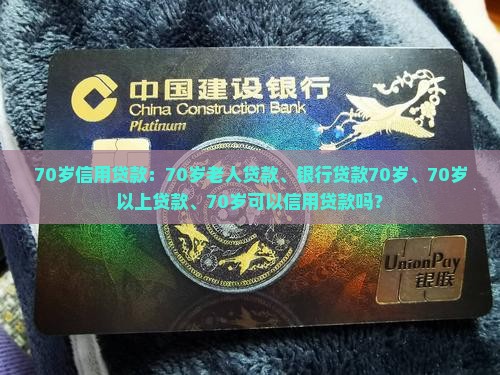 中国建设银行
China Construction Bank
Platinum
70岁信用贷款：70岁老人贷款、银行贷款70岁、70岁
以上贷款、70岁可以信用贷款吗？
UnionPay
银联